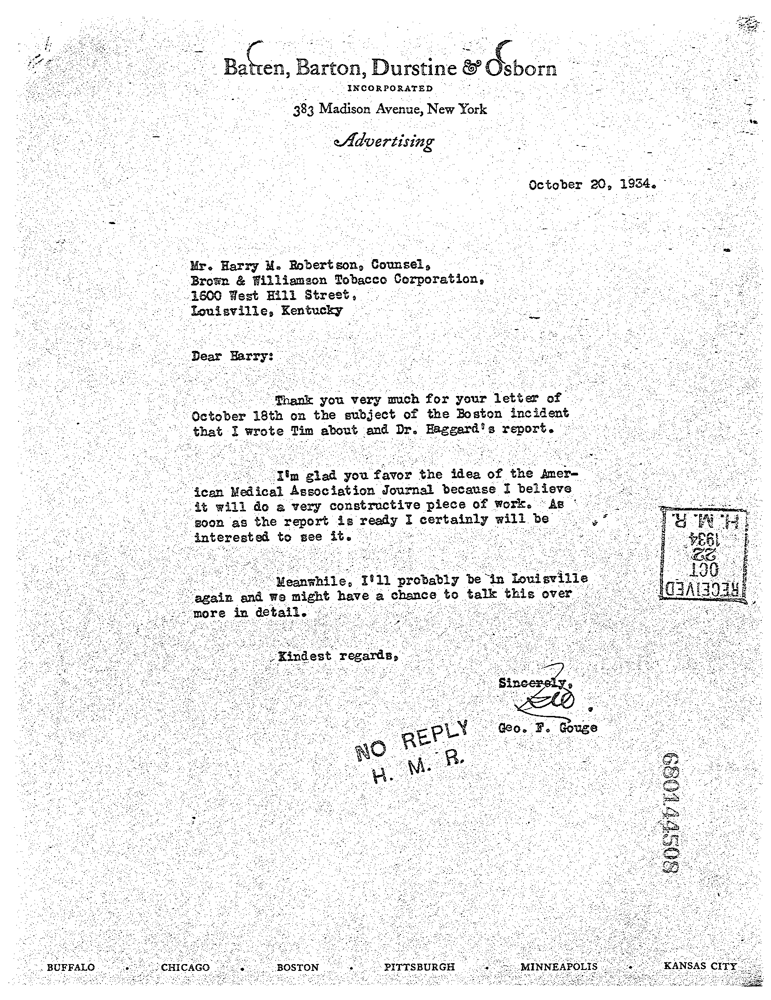 Batten, Barton, Durstine & Osborn
INCORPORATED
383 Madison Avenue, New York
Advertising
October 20, 1934.
Mr. Harry M. Robertson, Counsel,
Brown & Williamson Tobacco Corporation,
1600 West Hill Street,
Louisville, Kentucky
Dear Harry:
Thank you very much for your letter of
October 18th on the subject of the Boston incident
that I wrote Tim about and Dr. Haggard's report.
I'm glad you favor the idea of the Amer-
ican Medical Association Journal because I believe
it will do a very constructive piece of work. As
soon as the report is ready I certainly will be
interested to see it.
RECEIVED
OCT
22
1934
H. M. R.
Meanwhile, I'll probably be in Louisville
again and we might have a chance to talk this over
more in detail.
Kindest regards,
Sincerely,
Geo.
Geo. F. Gouge
NO REPLY
H. M. R.
680144508
BUFFALO . CHICAGO . BOSTON . PITTSBURGH . MINNEAPOLIS . KANSAS CITY